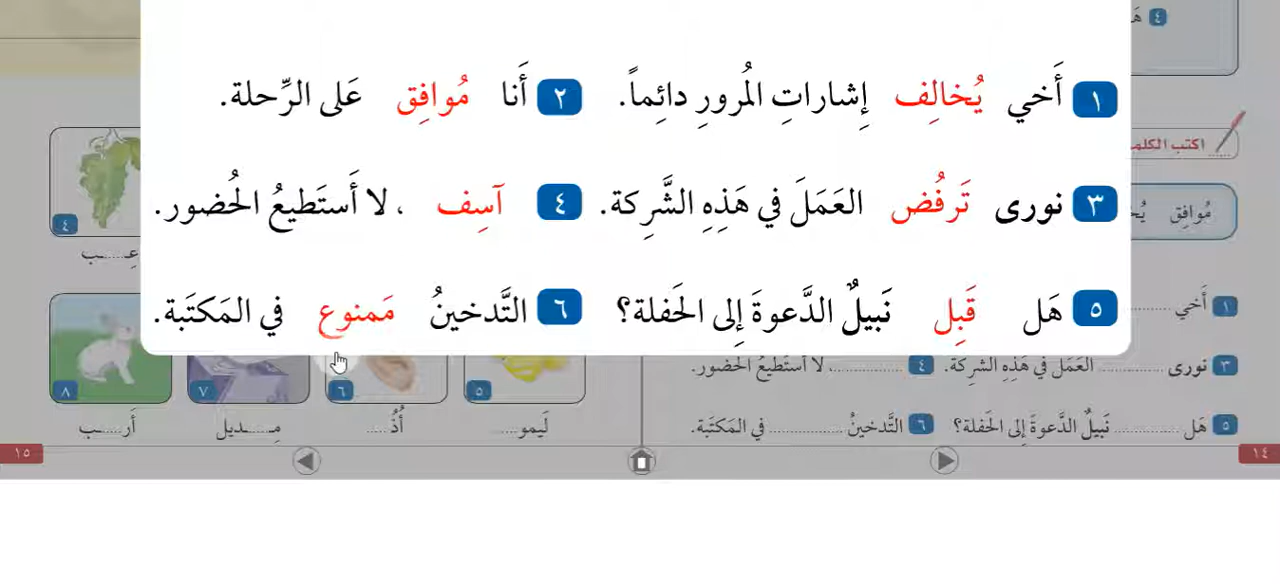 ٤ هَ
١ أَخي يُخالِف إِشاراتِ المُرورِ دائِماً. ٢ أَنا مُوافِق عَلى الرِّحلة.
٣ نورى تَرفُض العَمَلَ في هَذِهِ الشَّرِكة. ٤ آسِف ، لا أَستَطيعُ الحُضور.
٥ هَل قَبِل نَبيلٌ الدَّعوةَ إِلى الحَفلة؟ ٦ التَّدخينُ مَمنوع في المَكتَبة.
اكتب الكلمـ
مُوافِق يُخـ
١ أَخي
٣ نورى .......... العَمَلَ في هَذِهِ الشَّرِكة. ٤ ..........، لا أَستَطيعُ الحُضور.
٥ هَل .......... نَبيلٌ الدَّعوةَ إِلى الحَفلة؟ ٦ التَّدخينُ .......... في المَكتَبة.
١٤
٤
عِـ......ـب
٥ ٦ ٧ ٨
لَيمو...... أُذُ...... مِـ......ـديل أَر......ـب
١٥